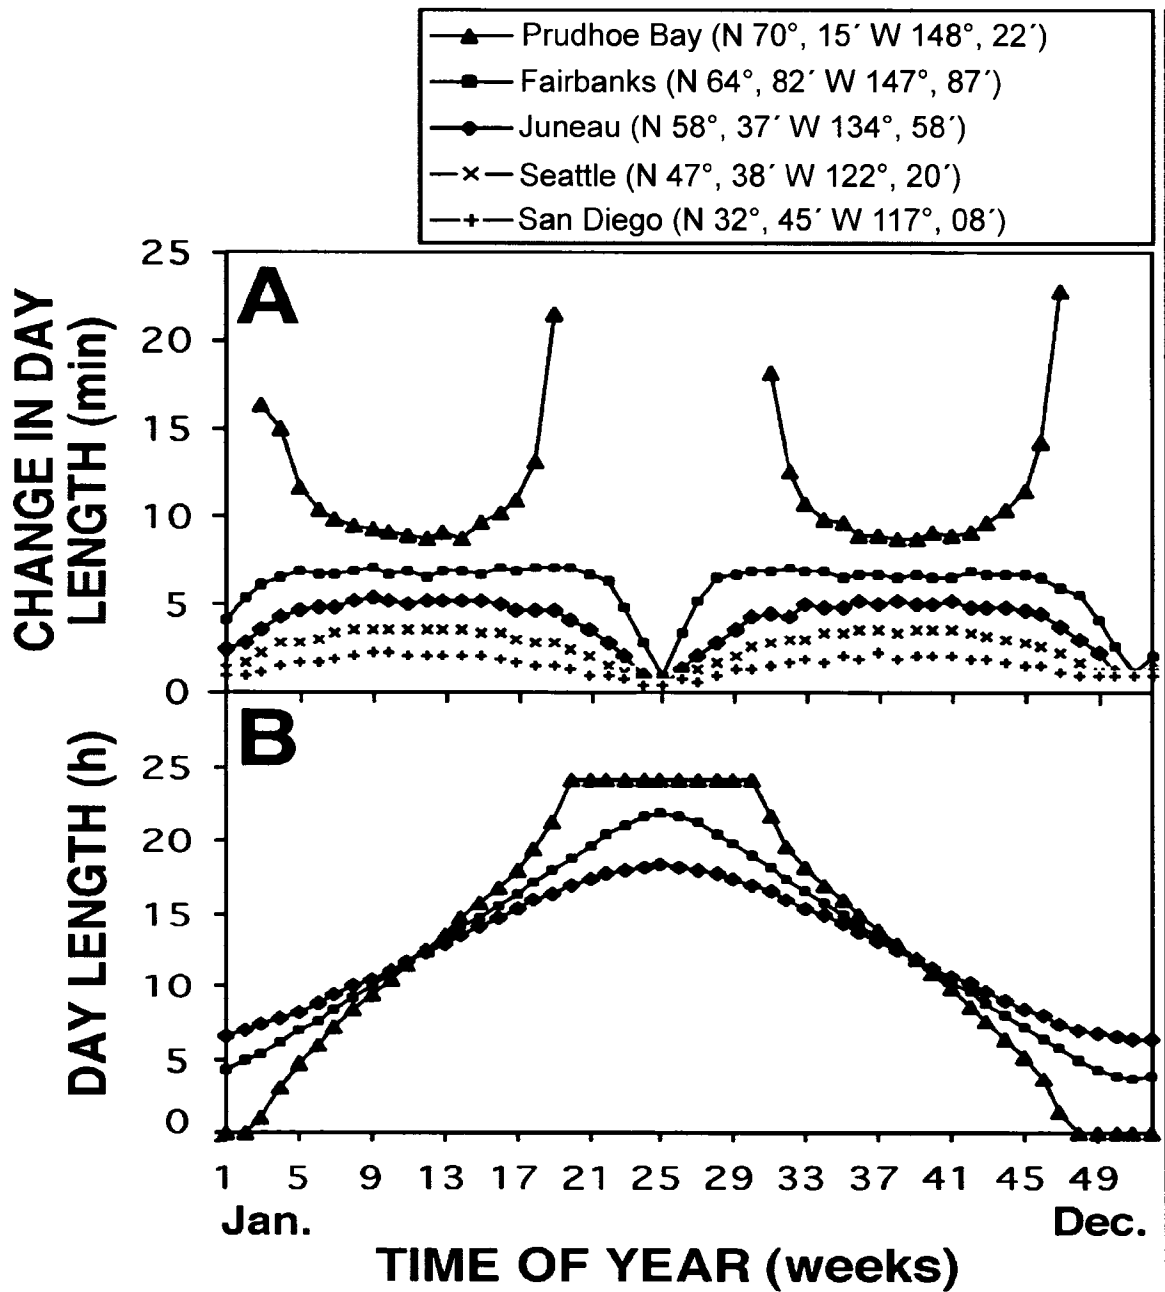 Prudhoe Bay (N 70°, 15´ W 148°, 22´)
Fairbanks (N 64°, 82´ W 147°, 87´)
Juneau (N 58°, 37´ W 134°, 58´)
Seattle (N 47°, 38´ W 122°, 20´)
San Diego (N 32°, 45´ W 117°, 08´)
A
CHANGE IN DAY
LENGTH (min)
25
20
15
10
5
0
B
DAY LENGTH (h)
25
20
15
10
5
0
1 5 9 13 17 21 25 29 33 37 41 45 49
Jan. Dec.
TIME OF YEAR (weeks)